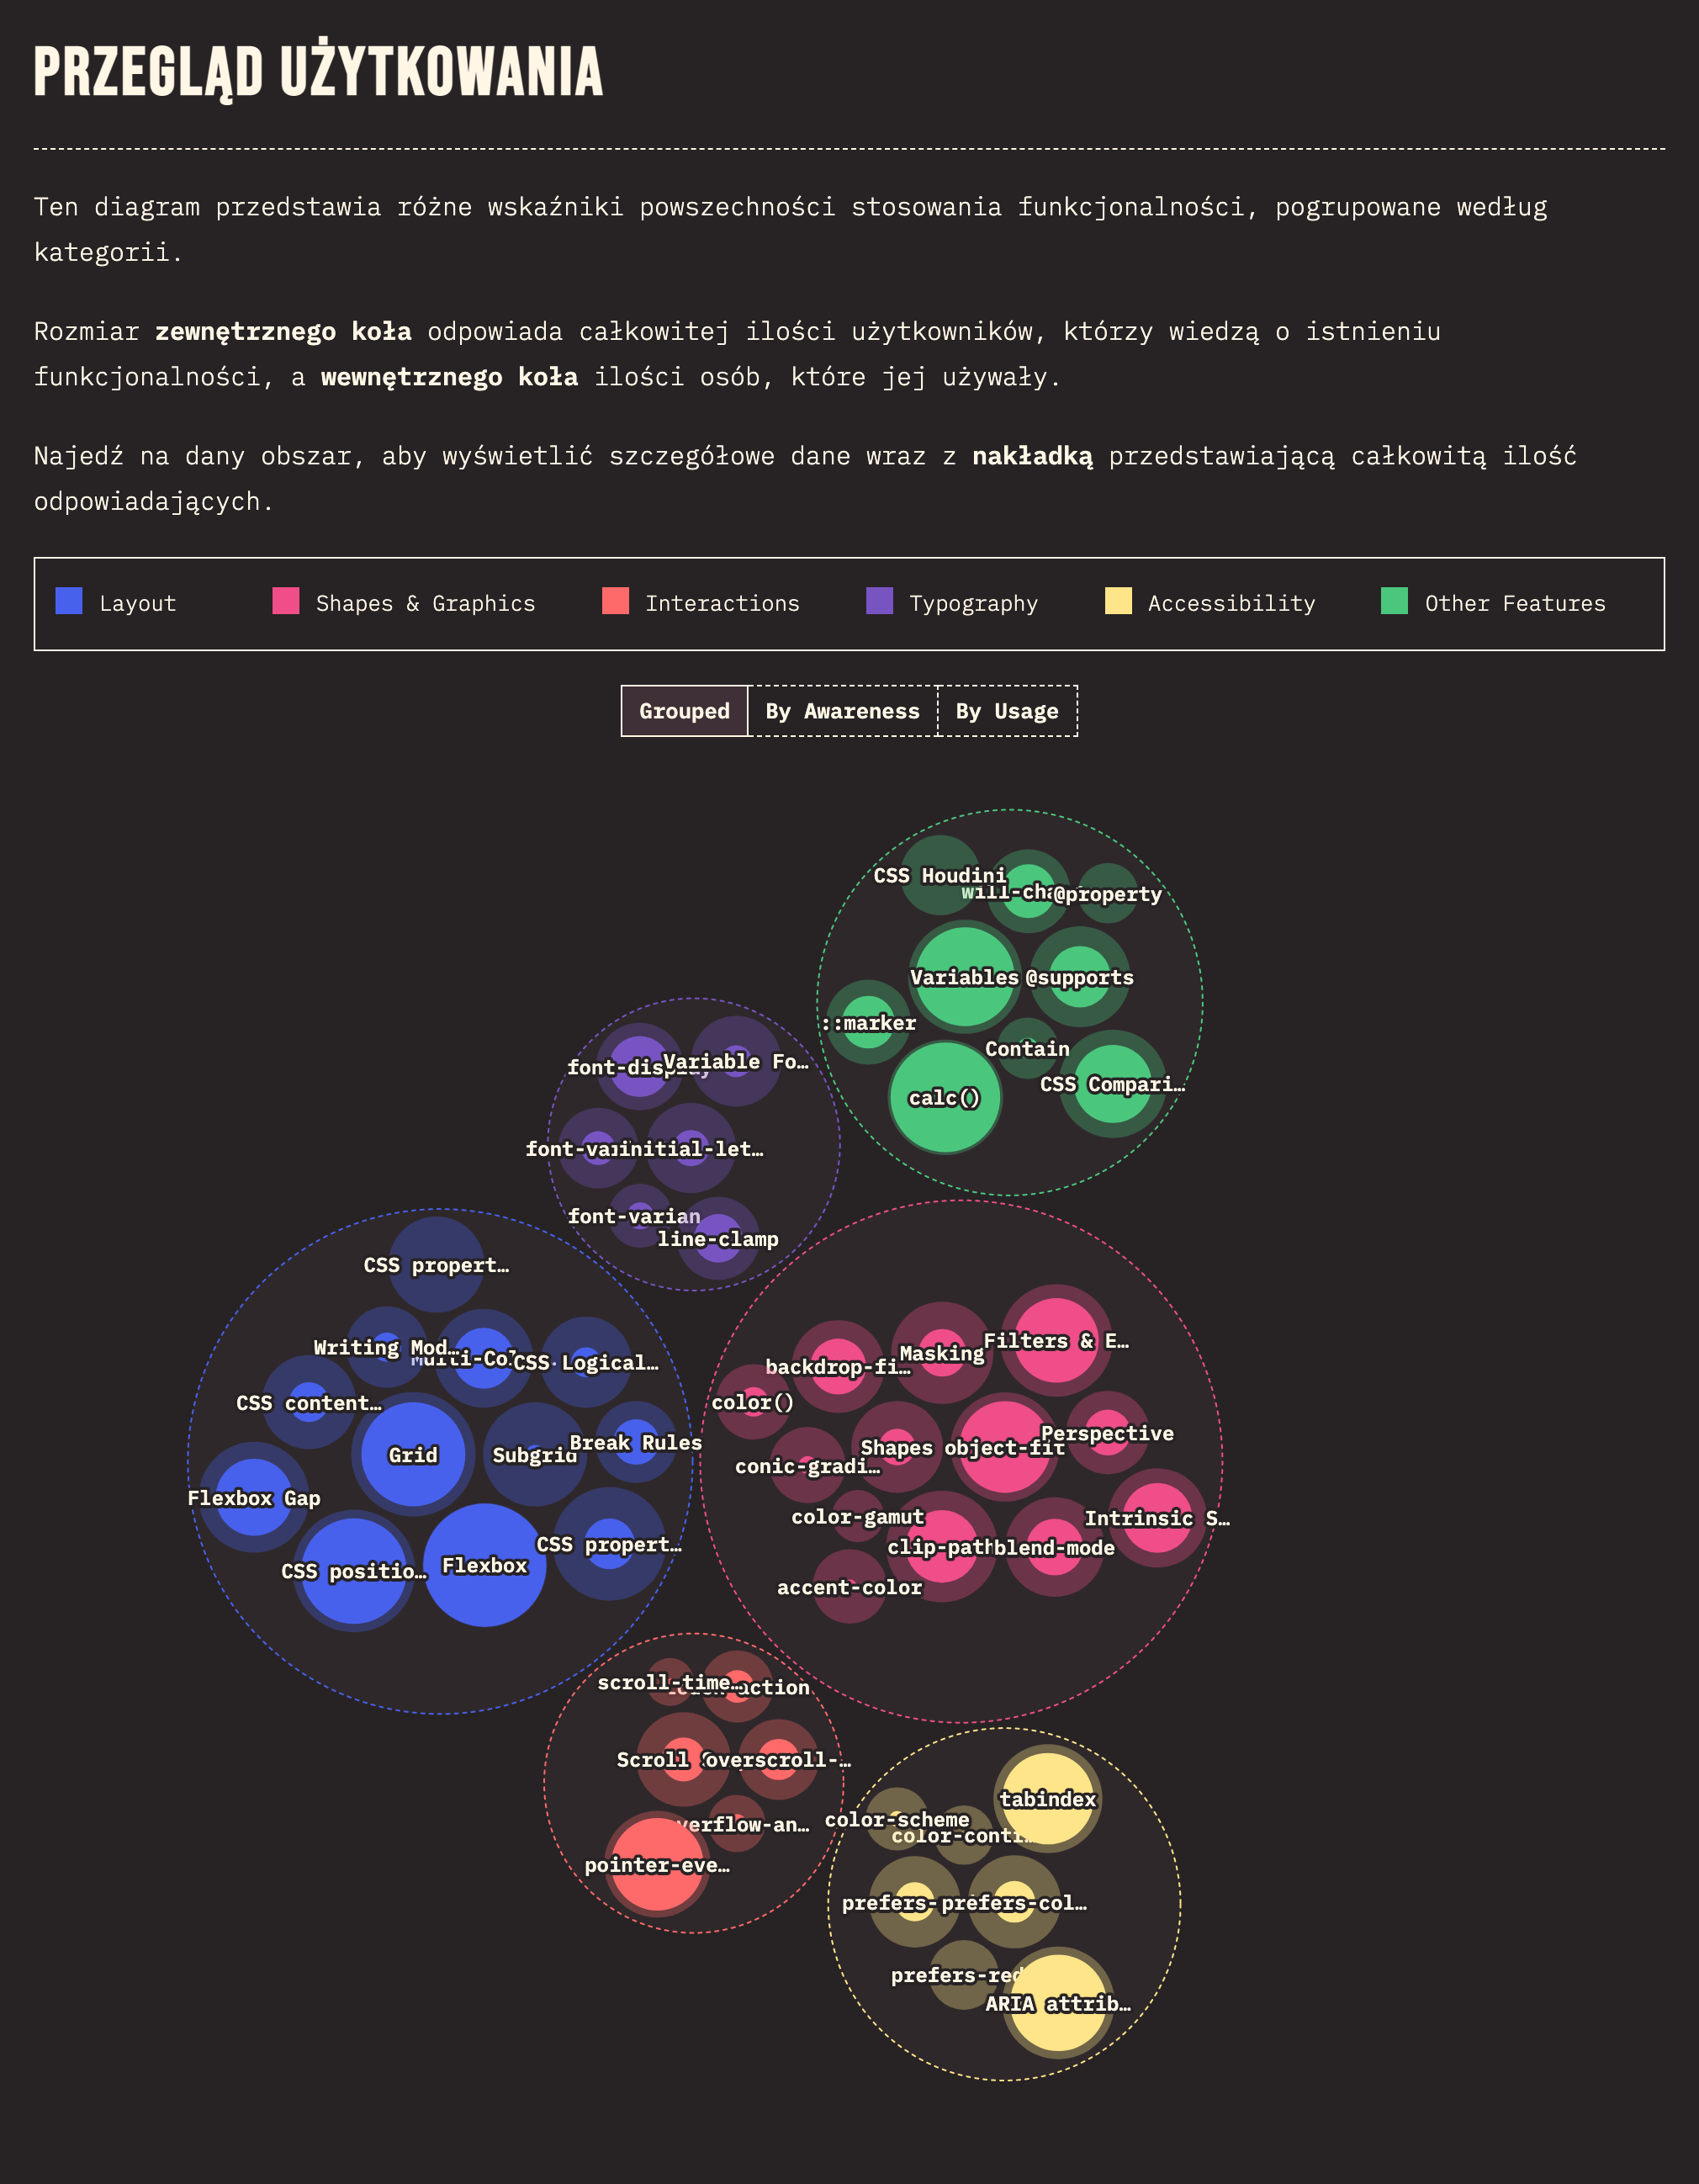 PRZEGLĄD UŻYTKOWANIA
Ten diagram przedstawia różne wskaźniki powszechności stosowania funkcjonalności, pogrupowane według
kategorii.
Rozmiar zewnętrznego koła odpowiada całkowitej ilości użytkowników, którzy wiedzą o istnieniu
funkcjonalności, a wewnętrznego koła ilości osób, które jej używały.
Najedź na dany obszar, aby wyświetlić szczegółowe dane wraz z nakładką przedstawiającą całkowitą ilość
odpowiadających.
Layout
Shapes & Graphics
Interactions
Typography
Accessibility
Other Features
Grouped
By Awareness
By Usage
CSS Houdini
will-cha
@property
Variables
@supports
::marker
Contain
CSS Compari…
calc()
font-display
Variable Fo…
font-var
initial-let…
font-varian
line-clamp
CSS propert…
Writing Mod…
Multi-Col
CSS Logical…
CSS content…
Grid
Subgrid
Break Rules
Flexbox Gap
CSS positio…
Flexbox
CSS propert…
Filters & E…
Masking
backdrop-fi…
color()
Perspective
Shapes
object-fit
conic-gradi…
color-gamut
Intrinsic S…
clip-path
blend-mode
accent-color
scroll-time…
action
Scroll
overscroll-…
verflow-an…
pointer-eve…
tabindex
color-scheme
color-contr…
prefers-
prefers-col…
prefers-red
ARIA attrib…